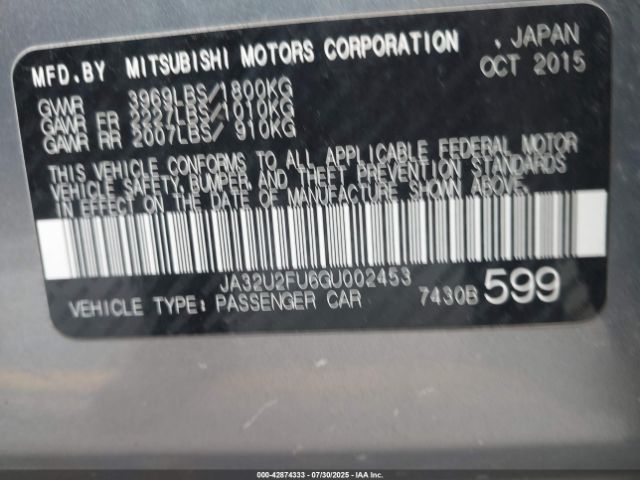 MFD.BY MITSUBISHI MOTORS CORPORATION , JAPAN
OCT 2015
GVWR 3969LBS/1800KG
GAWR FR 2227LBS/1010KG
GAWR RR 2007LBS/ 910KG
THIS VEHICLE CONFORMS TO ALL APPLICABLE FEDERAL MOTOR
VEHICLE SAFETY, BUMPER, AND THEFT PREVENTION STANDARDS
IN EFFECT ON THE DATE OF MANUFACTURE SHOWN ABOVE.
JA32U2FU6GU002453
VEHICLE TYPE: PASSENGER CAR 7430B 599
000-42874333 - 07/30/2025 - IAA Inc.